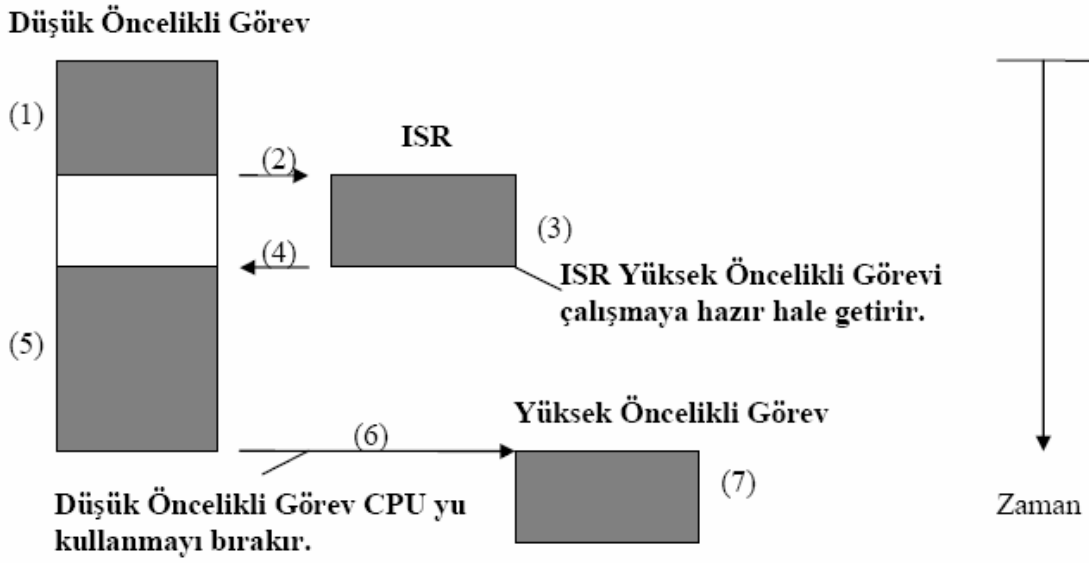 Düşük Öncelikli Görev
(1)
ISR
(2)
(3)
(4)
ISR Yüksek Öncelikli Görevi
çalışmaya hazır hale getirir.
(5)
Yüksek Öncelikli Görev
(6)
(7)
Düşük Öncelikli Görev CPU yu
kullanmayı bırakır.
Zaman